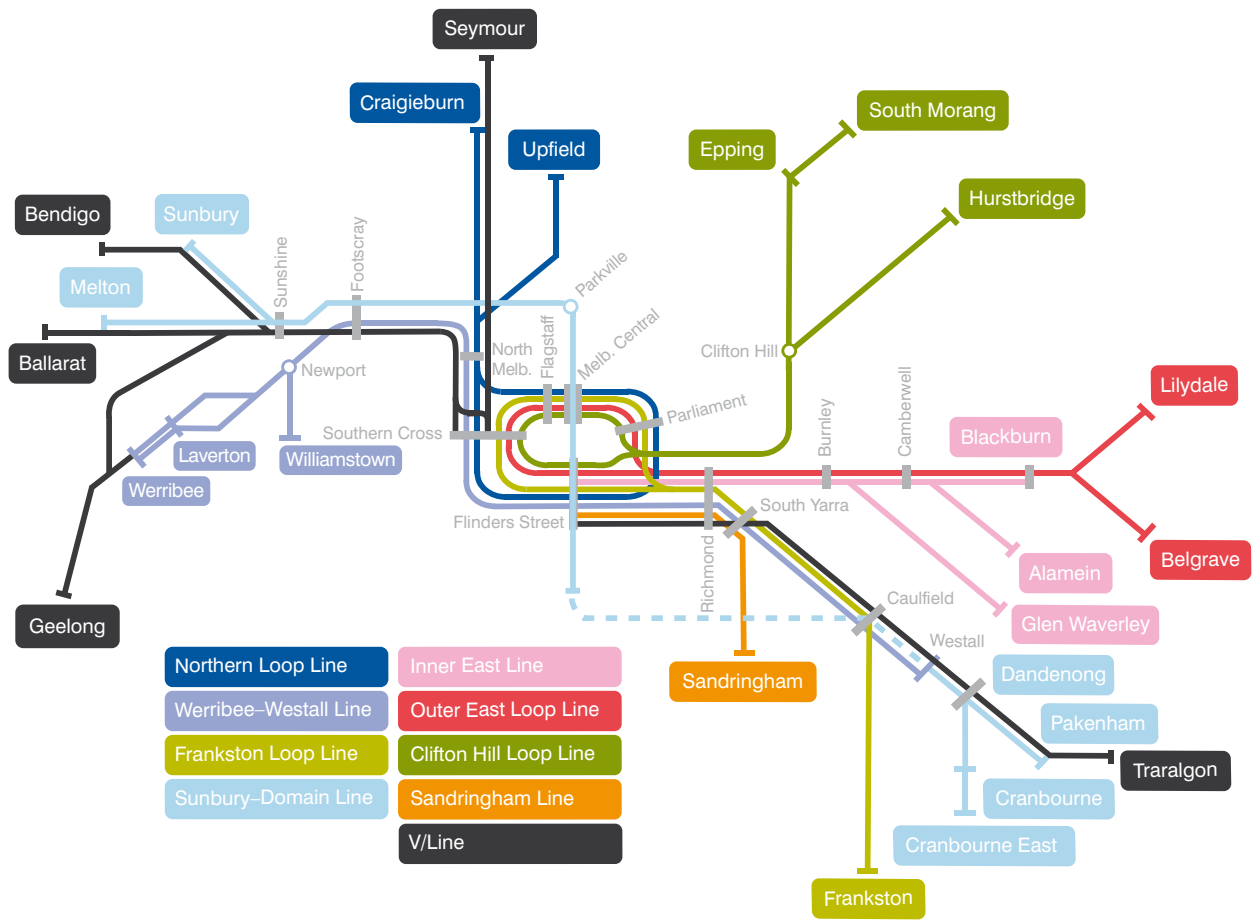 Seymour
Craigieburn
South Morang
Epping
Upfield
Hurstbridge
Bendigo
Sunbury
Sunshine
Footscray
Parkville
Melton
Flagstaff
Melb. Central
North
Melb.
Clifton Hill
Ballarat
Newport
Parliament
Burnley
Camberwell
Lilydale
Southern Cross
Blackburn
Laverton
Williamstown
Werribee
Flinders Street
South Yarra
Richmond
Belgrave
Alamein
Geelong
Caulfield
Glen Waverley
Westall
Northern Loop Line
Inner East Line
Sandringham
Dandenong
Werribee–Westall Line
Outer East Loop Line
Pakenham
Frankston Loop Line
Clifton Hill Loop Line
Traralgon
Sunbury–Domain Line
Sandringham Line
Cranbourne
V/Line
Cranbourne East
Frankston